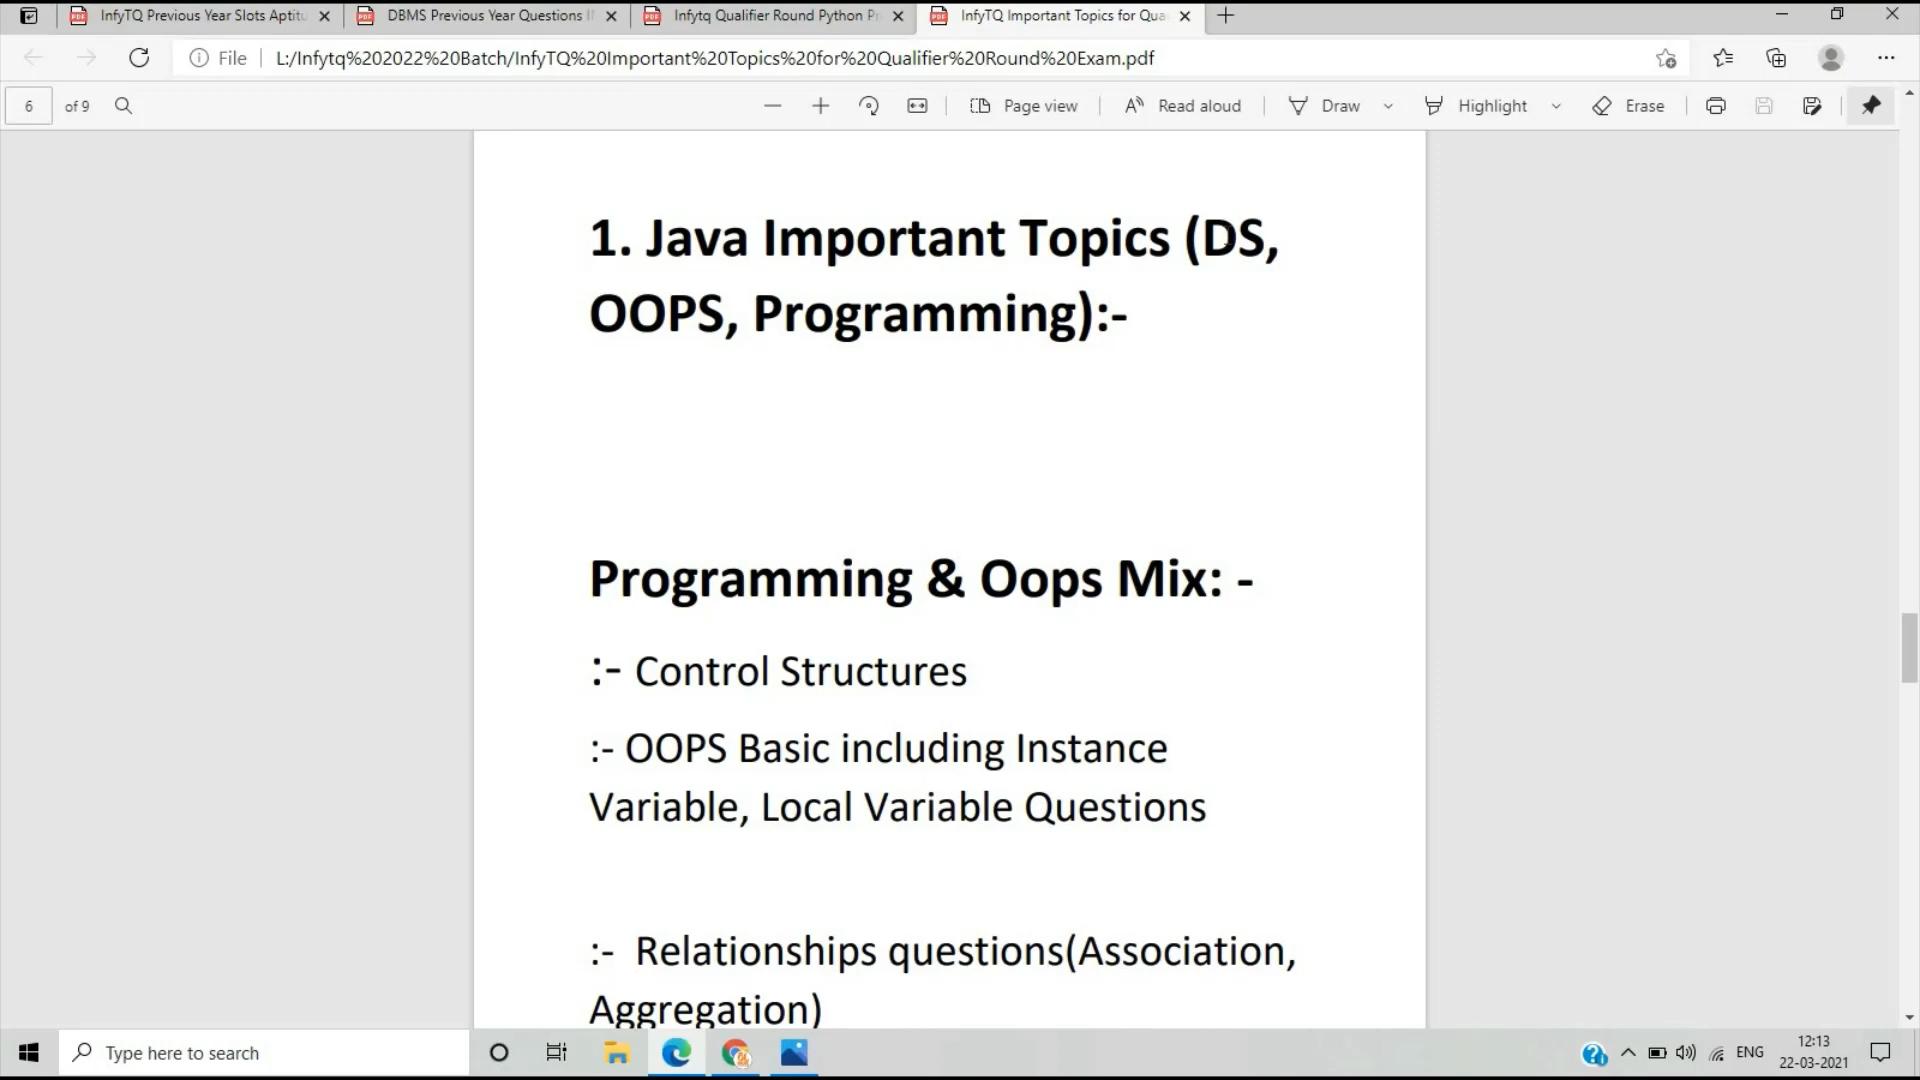 InfyTQ Previous Year Slots Aptitu
DBMS Previous Year Questions I
Infytq Qualifier Round Python P
InfyTQ Important Topics for Qua
File
L:/Infytq%202022%20Batch/InfyTQ%20Important%20Topics%20for%20Qualifier%20Round%20Exam.pdf
6 of 9
Page view
Read aloud
Draw
Highlight
Erase
1. Java Important Topics (DS,
OOPS, Programming):-
Programming & Oops Mix: -
:- Control Structures
:- OOPS Basic including Instance
Variable, Local Variable Questions
:- Relationships questions(Association,
Aggregation)
Type here to search
ENG
12:13
22-03-2021